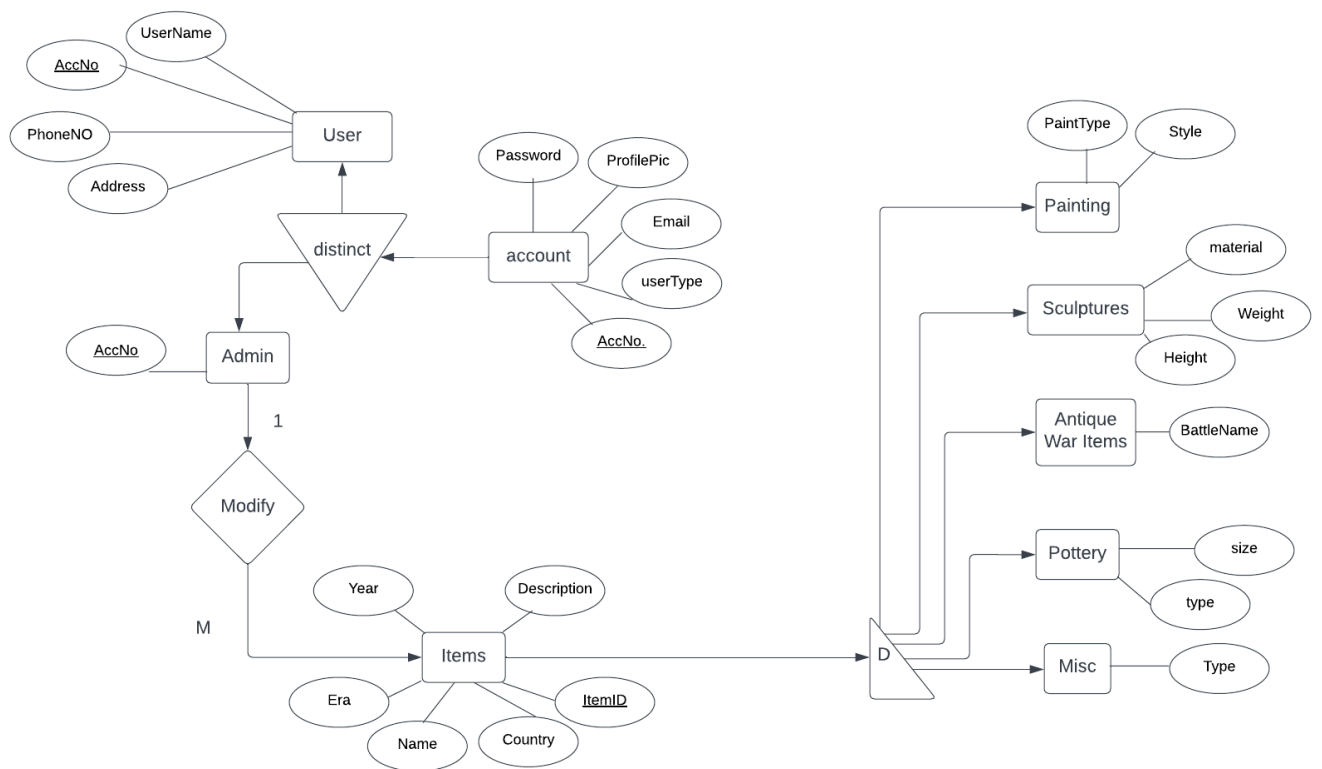 UserName
AccNo
PhoneNO
User
Address
Password
ProfilePic
Email
distinct
account
userType
AccNo.
AccNo
Admin
1
Modify
M
Year
Description
Items
Era
ItemID
Name
Country
D
PaintType
Style
Painting
material
Sculptures
Weight
Height
Antique
War Items
BattleName
Pottery
size
type
Misc
Type